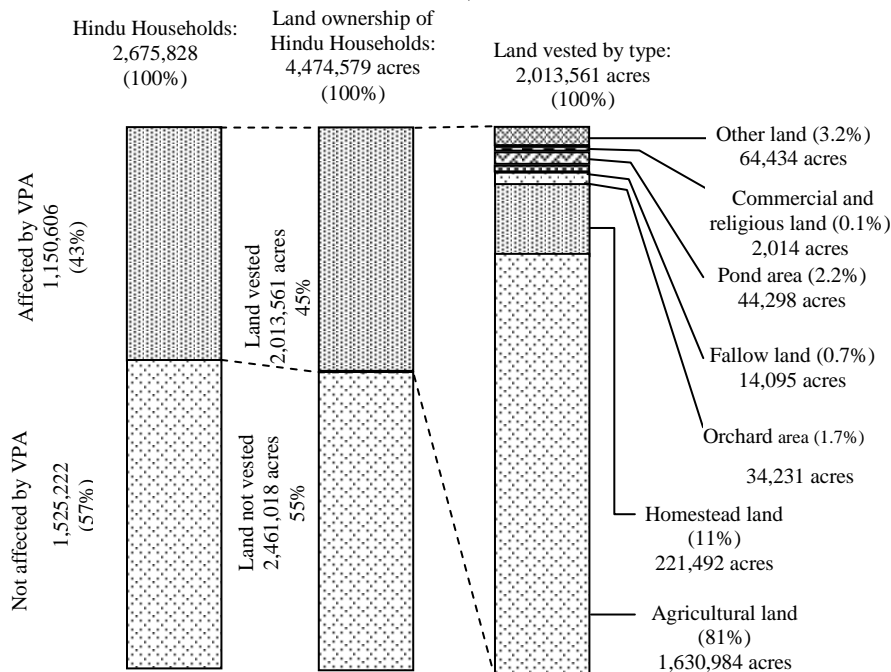 Hindu Households:
2,675,828
(100%)
Land ownership of
Hindu Households:
4,474,579 acres
(100%)
Land vested by type:
2,013,561 acres
(100%)
Affected by VPA
1,150,606
(43%)
Not affected by VPA
1,525,222
(57%)
Land vested
2,013,561 acres
45%
Land not vested
2,461,018 acres
55%
Other land (3.2%)
64,434 acres
Commercial and
religious land (0.1%)
2,014 acres
Pond area (2.2%)
44,298 acres
Fallow land (0.7%)
14,095 acres
Orchard area (1.7%)
34,231 acres
Homestead land
(11%)
221,492 acres
Agricultural land
(81%)
1,630,984 acres